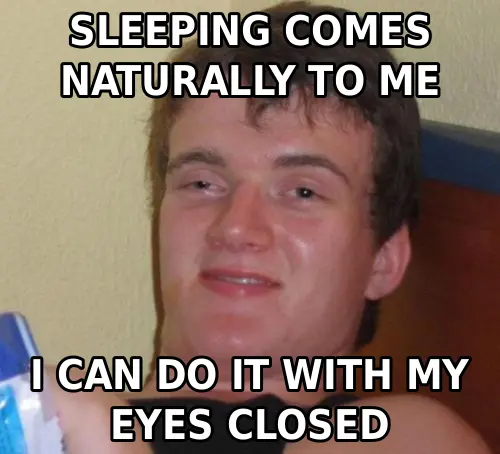 SLEEPING COMES
NATURALLY TO ME
I CAN DO IT WITH MY
EYES CLOSED